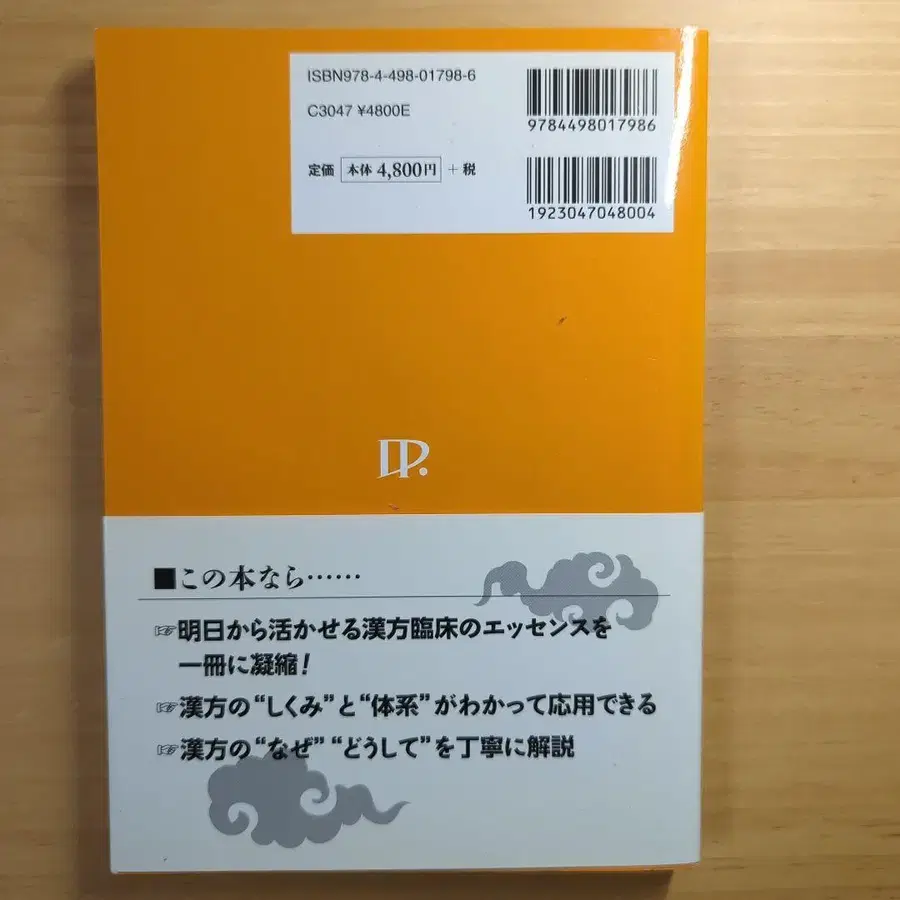 ISBN978-4-498-01798-6
C3047 ¥4800E
9784498017986
定価 本体 4,800円 + 税
1923047048004
■この本なら……
☞明日から活かせる漢方臨床のエッセンスを
一冊に凝縮!
☞漢方の“しくみ”と“体系”がわかって応用できる
☞漢方の“なぜ”“どうして”を丁寧に解説